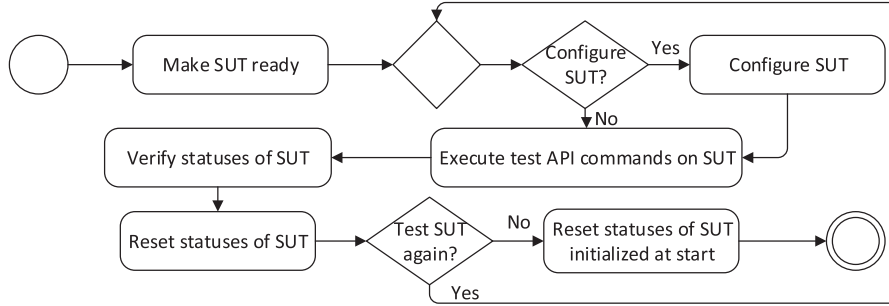 Make SUT ready
Configure
SUT?
Yes
Configure SUT
No
Verify statuses of SUT
Execute test API commands on SUT
Reset statuses of SUT
Test SUT
again?
No
Reset statuses of SUT
initialized at start
Yes